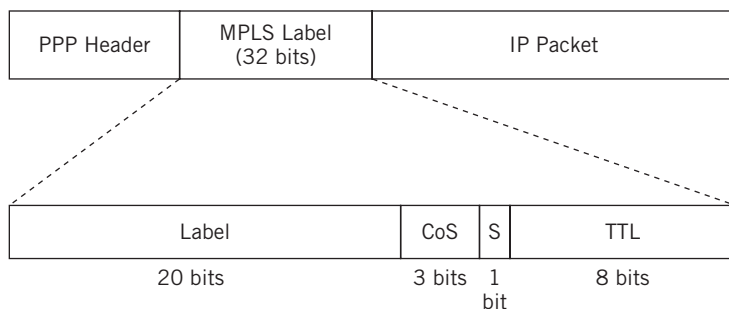 PPP Header
MPLS Label
(32 bits)
IP Packet
Label
CoS
S
TTL
20 bits
3 bits
1
bit
8 bits